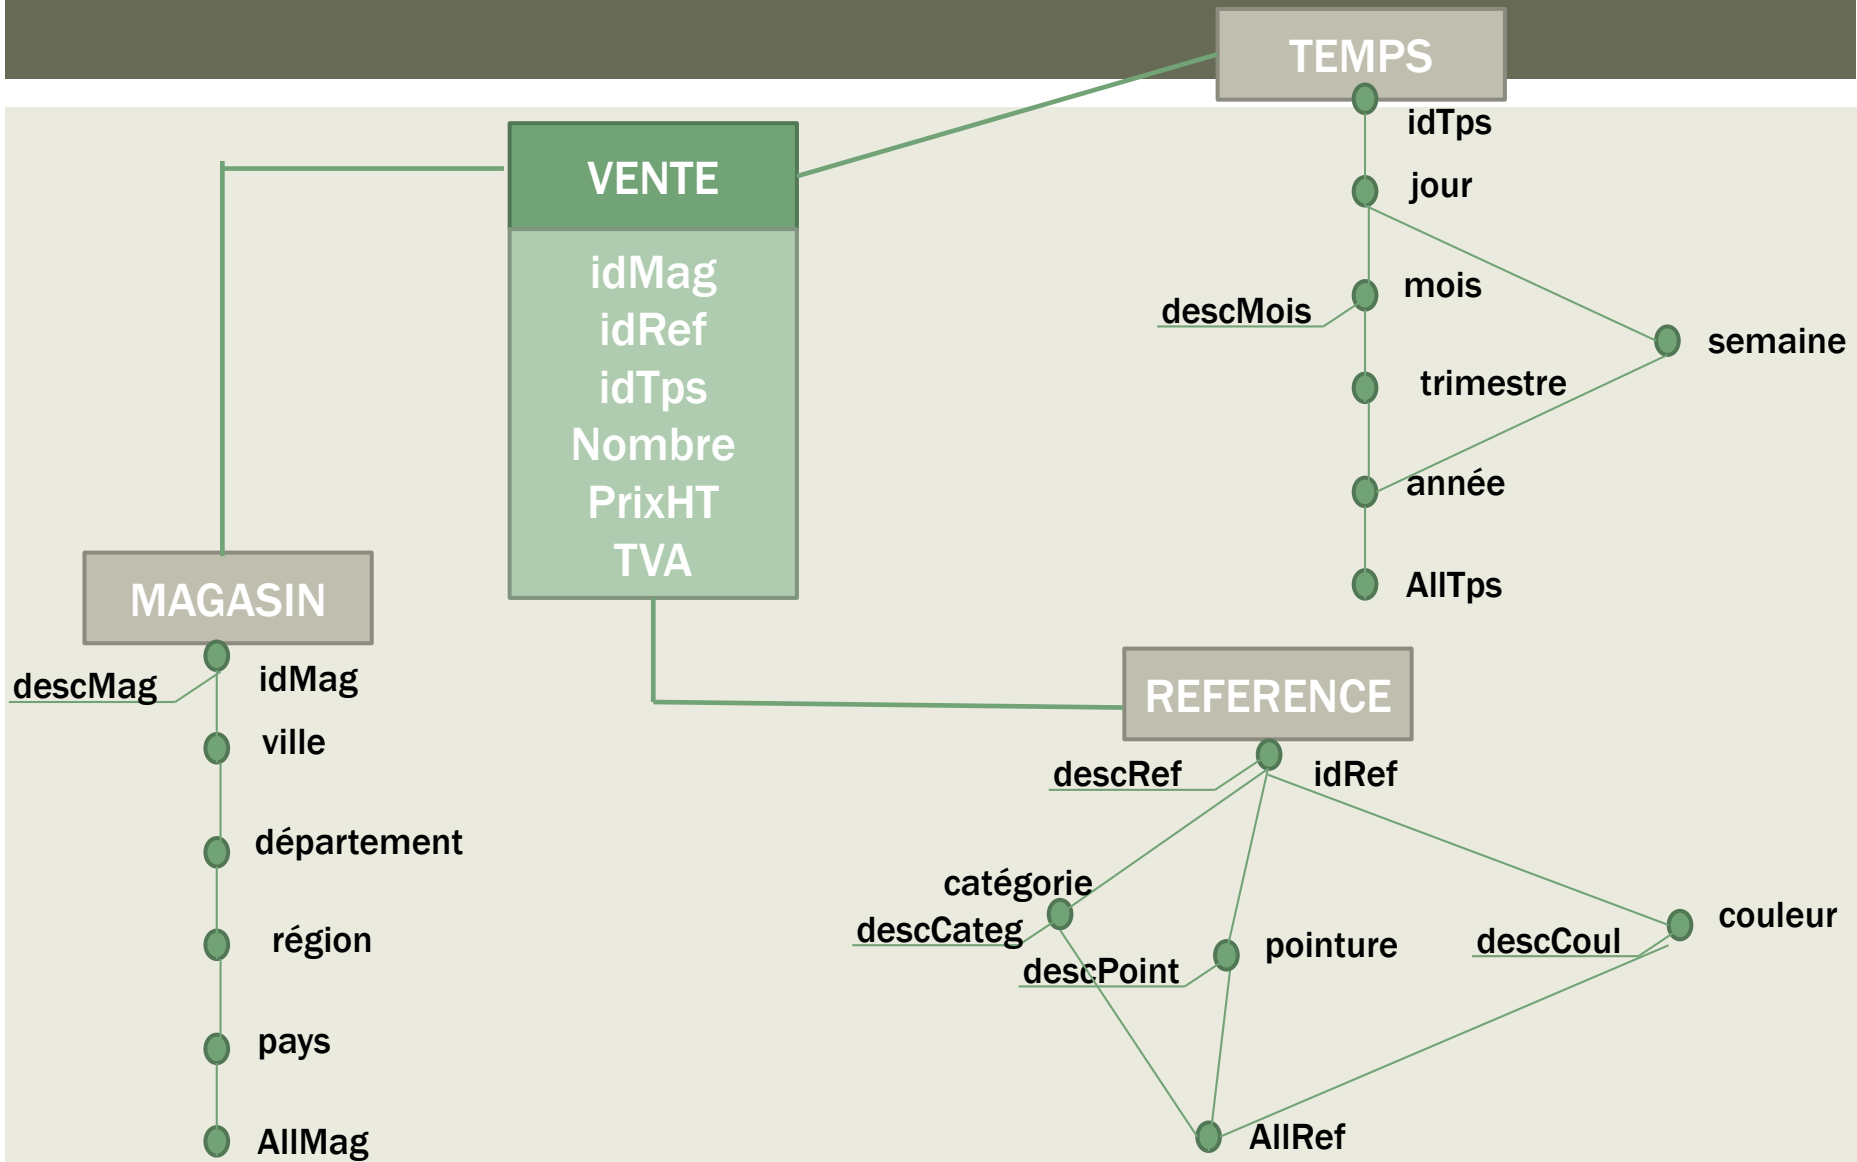 TEMPS
idTps
jour
mois
descMois
semaine
trimestre
année
AllTps
VENTE
idMag
idRef
idTps
Nombre
PrixHT
TVA
MAGASIN
descMag
idMag
ville
département
région
pays
AllMag
REFERENCE
descRef
idRef
catégorie
descCateg
pointure
descPoint
couleur
descCoul
AllRef